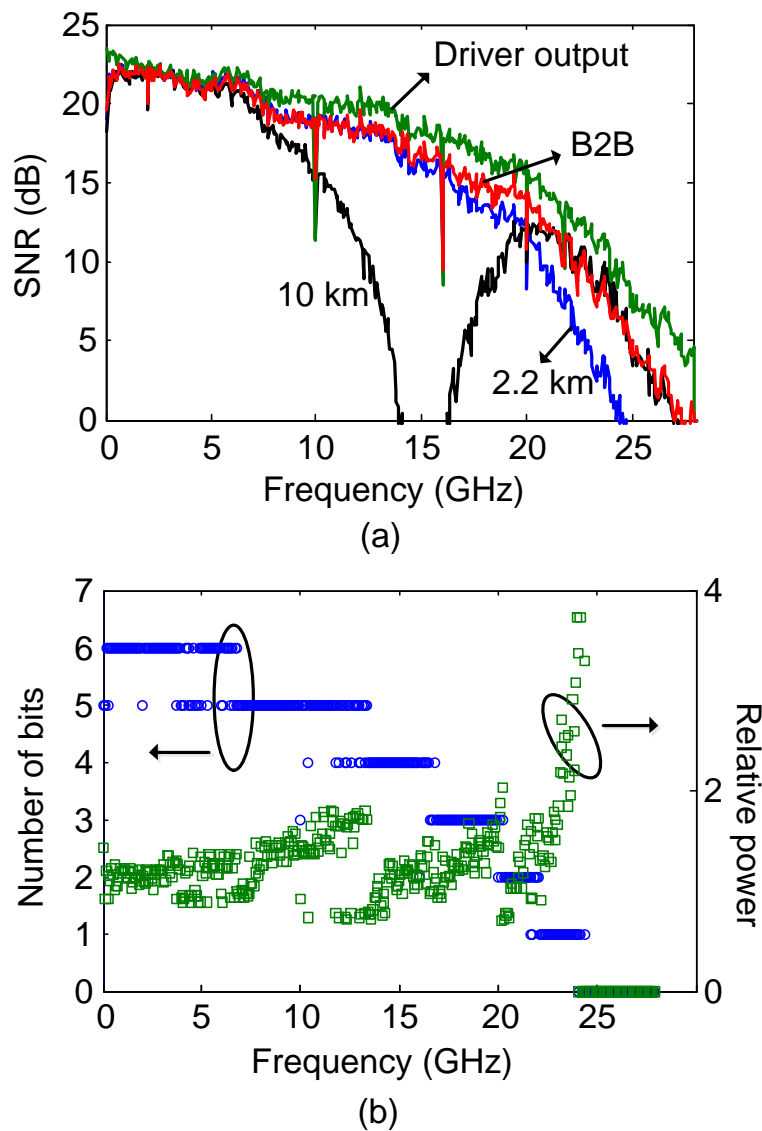 25
20
15
10
5
0
SNR (dB)
Driver output
B2B
10 km
2.2 km
0 5 10 15 20 25
Frequency (GHz)
(a)
7
6
5
4
3
2
1
0
Number of bits
4
2
0
Relative power
0 5 10 15 20 25
Frequency (GHz)
(b)